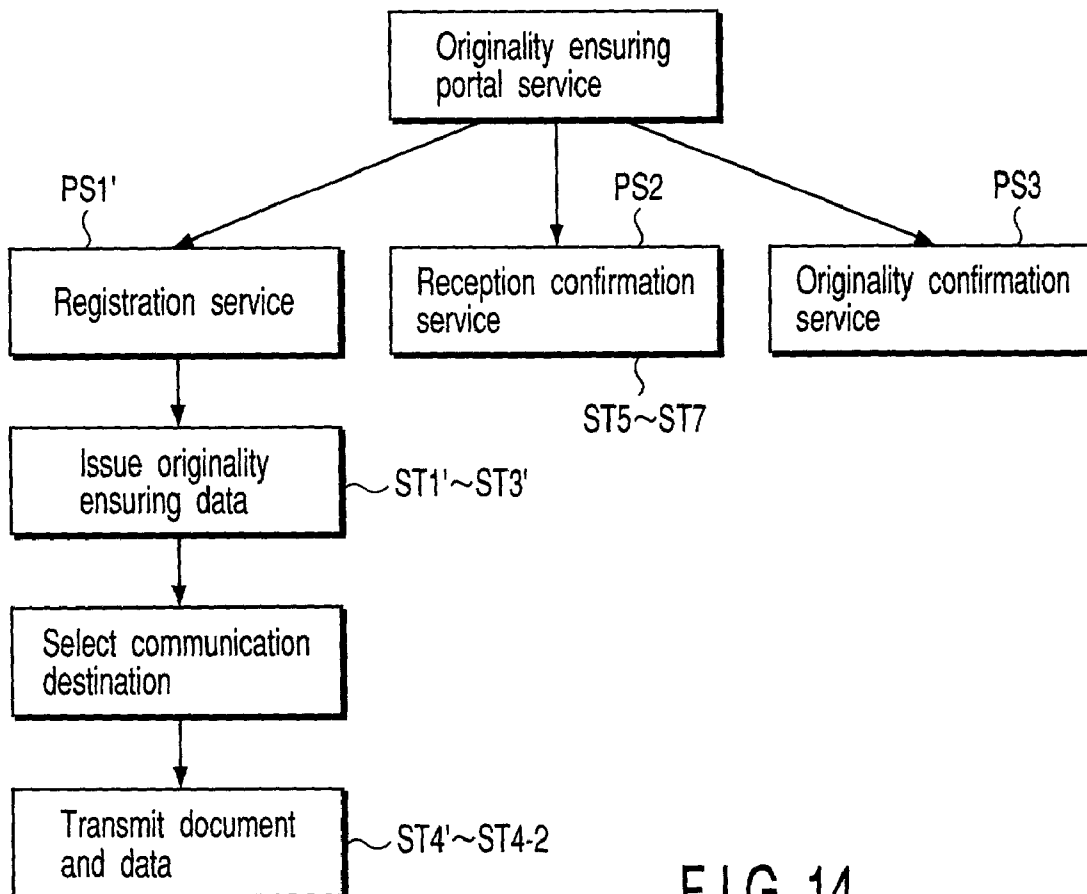 Originality ensuring
portal service
PS1'
PS2
PS3
Registration service
Reception confirmation
service
Originality confirmation
service
ST5~ST7
Issue originality
ensuring data
ST1'~ST3'
Select communication
destination
Transmit document
and data
ST4'~ST4-2
FIG. 14